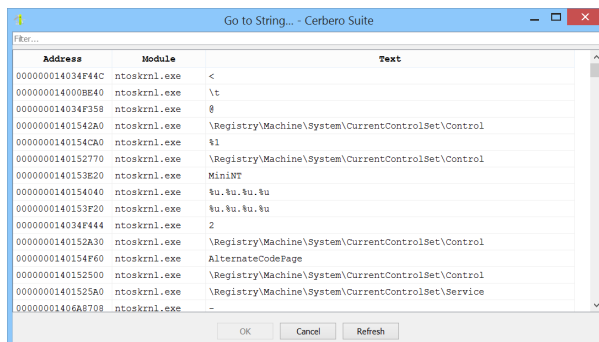 Go to String... - Cerbero Suite
Filter...
Address Module Text
000000014034F44C ntoskrnl.exe <
000000014000BE40 ntoskrnl.exe \t
000000014034F358 ntoskrnl.exe @
00000001401542A0 ntoskrnl.exe \Registry\Machine\System\CurrentControlSet\Control
0000000140154CA0 ntoskrnl.exe %1
0000000140152770 ntoskrnl.exe \Registry\Machine\System\CurrentControlSet\Control
0000000140153E20 ntoskrnl.exe MiniNT
0000000140154040 ntoskrnl.exe %u.%u.%u.%u
0000000140153F20 ntoskrnl.exe %u.%u.%u.%u
000000014034F444 ntoskrnl.exe 2
0000000140152A30 ntoskrnl.exe \Registry\Machine\System\CurrentControlSet\Control
0000000140154F60 ntoskrnl.exe AlternateCodePage
0000000140152500 ntoskrnl.exe \Registry\Machine\System\CurrentControlSet\Control
00000001401525A0 ntoskrnl.exe \Registry\Machine\System\CurrentControlSet\Service
00000001406A8708 ntoskrnl.exe -
OK Cancel Refresh